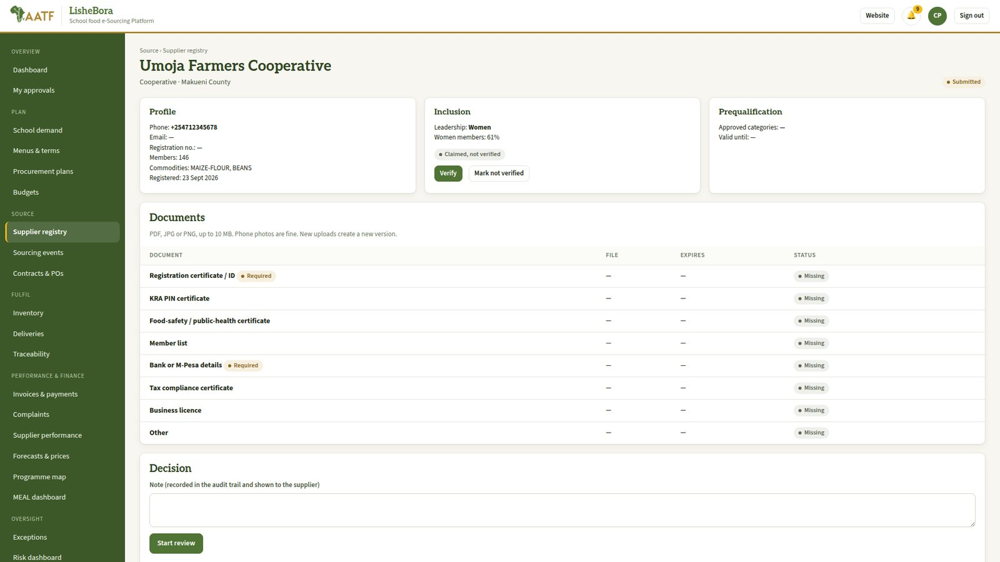 AATF
LisheBora
School food e-Sourcing Platform
Website
9
CP
Sign out
OVERVIEW
Dashboard
My approvals
PLAN
School demand
Menus & terms
Procurement plans
Budgets
SOURCE
Supplier registry
Sourcing events
Contracts & POs
FULFIL
Inventory
Deliveries
Traceability
PERFORMANCE & FINANCE
Invoices & payments
Complaints
Supplier performance
Forecasts & prices
Programme map
MEAL dashboard
OVERSIGHT
Exceptions
Risk dashboard
Source › Supplier registry
Umoja Farmers Cooperative
Cooperative · Makueni County
Submitted
Profile
Phone: +254712345678
Email: —
Registration no.: —
Members: 146
Commodities: MAIZE-FLOUR, BEANS
Registered: 23 Sept 2026
Inclusion
Leadership: Women
Women members: 61%
Claimed, not verified
Verify Mark not verified
Prequalification
Approved categories: —
Valid until: —
Documents
PDF, JPG or PNG, up to 10 MB. Phone photos are fine. New uploads create a new version.
DOCUMENT FILE EXPIRES STATUS
Registration certificate / ID Required — — Missing
KRA PIN certificate — — Missing
Food-safety / public-health certificate — — Missing
Member list — — Missing
Bank or M-Pesa details Required — — Missing
Tax compliance certificate — — Missing
Business licence — — Missing
Other — — Missing
Decision
Note (recorded in the audit trail and shown to the supplier)
Start review